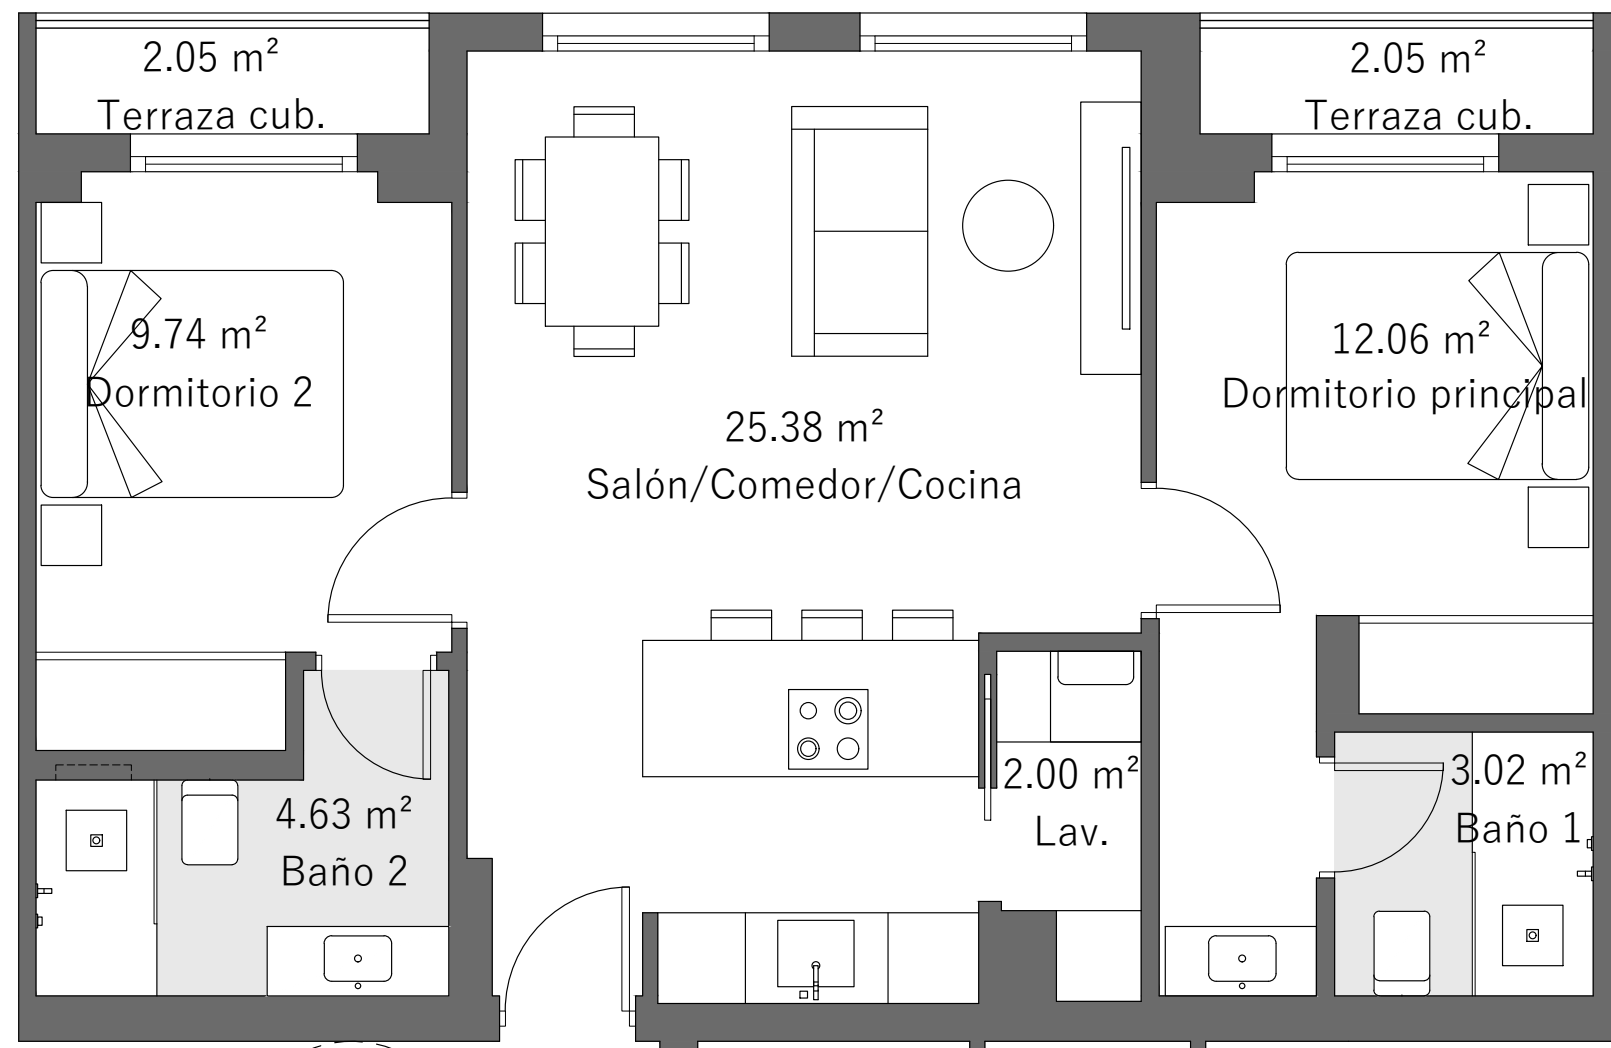 2.05 m²
Terraza cub.
2.05 m²
Terraza cub.
9.74 m²
Dormitorio 2
12.06 m²
Dormitorio principal
25.38 m²
Salón/Comedor/Cocina
4.63 m²
Baño 2
2.00 m²
Lav.
3.02 m²
Baño 1